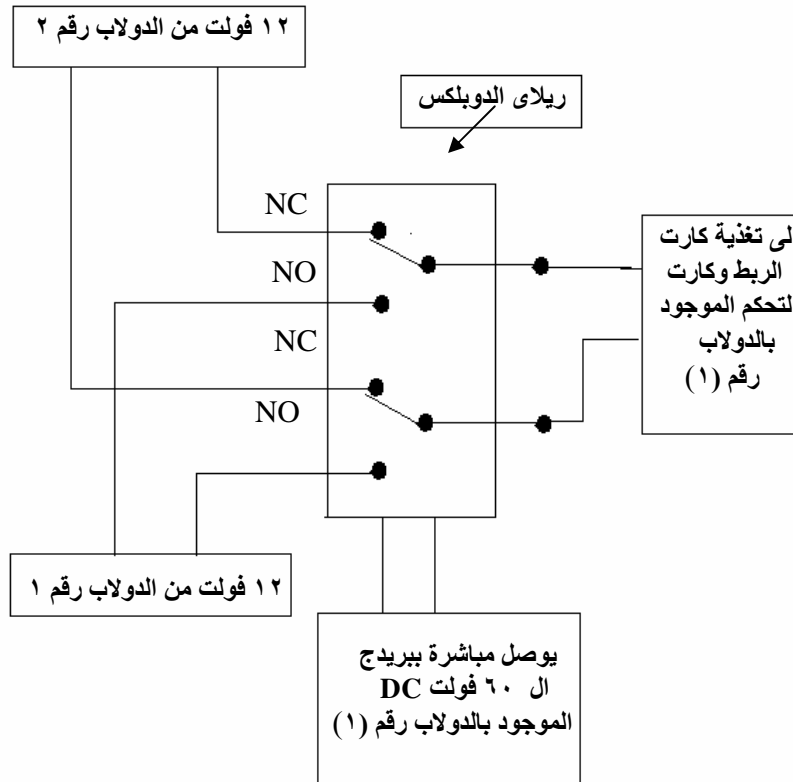 ١٢ فولت من الدولاب رقم ٢
ريلاى الدوبلكس
NC
NO
NC
NO
لى تغذية كارت
الربط وكارت
لتحكم الموجود
بالدولاب
رقم (١)
١٢ فولت من الدولاب رقم ١
يوصل مباشرة ببريدج
ال ٦٠ فولت DC
الموجود بالدولاب رقم (١)